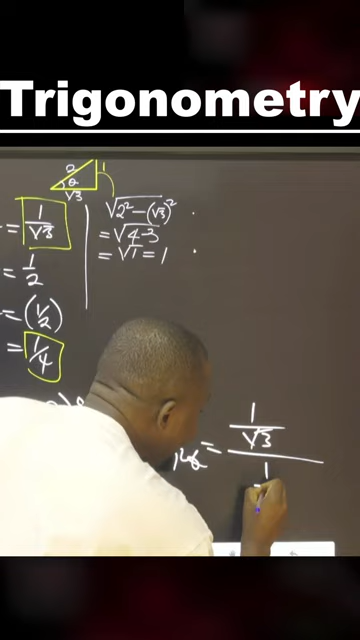 Trigonometry
2 1
θ
√3
= 1/√3
= 1/2
= (1/2)
= 1/4
√2² − (√3)²
= √4-3
= √1 = 1
= 1/√3
1